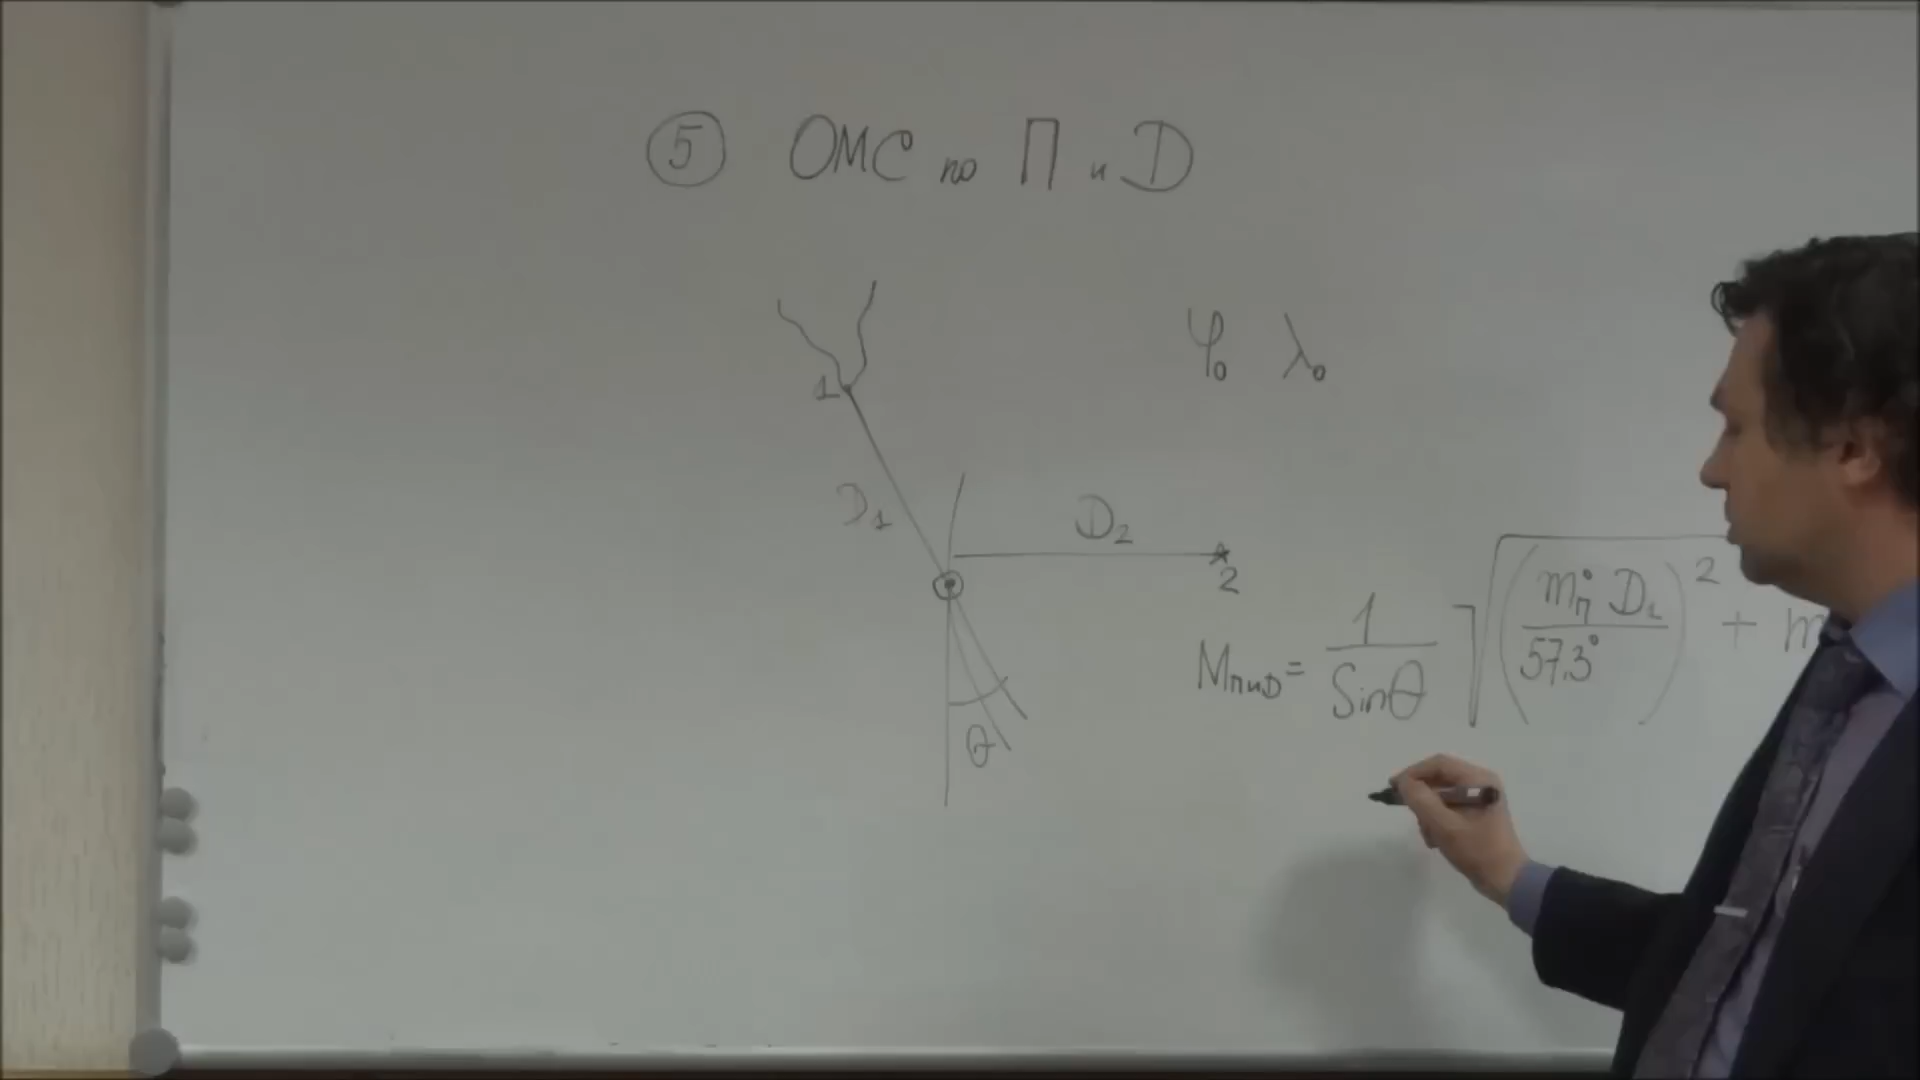 5 ОМС по П и D
φ₀ λ₀
1
D₁
D₂
2
θ
Mпиd = 1/Sinθ √(m°п D₁/57,3°)² + m